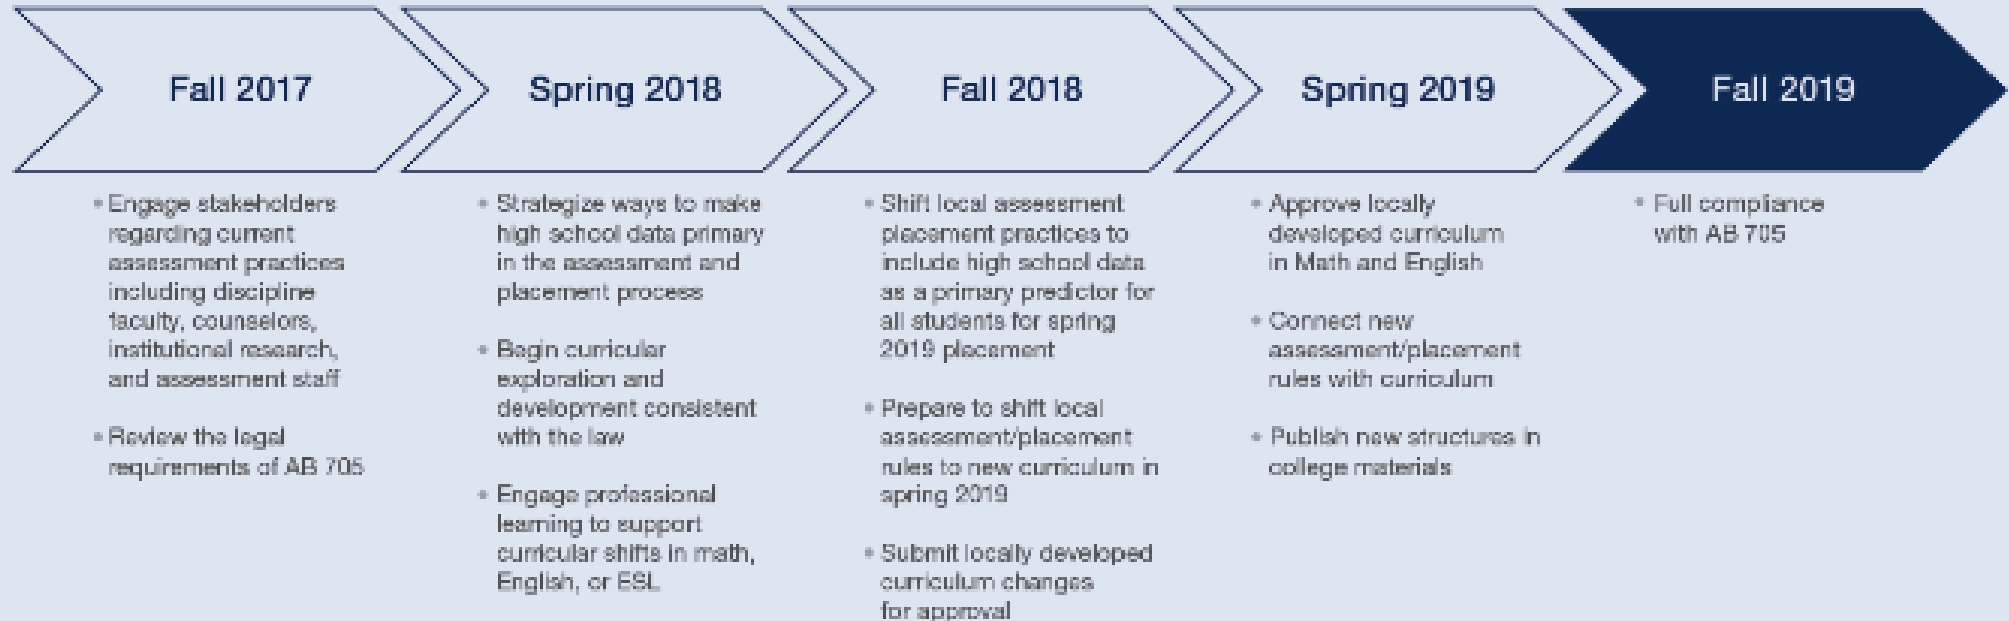 Fall 2017
• Engage stakeholders
regarding current
assessment practices
including discipline
faculty, counselors,
institutional research,
and assessment staff
• Review the legal
requirements of AB 705
Spring 2018
• Strategize ways to make
high school data primary
in the assessment and
placement process
• Begin curricular
exploration and
development consistent
with the law
• Engage professional
learning to support
curricular shifts in math,
English, or ESL
Fall 2018
• Shift local assessment
placement practices to
include high school data
as a primary predictor for
all students for spring
2019 placement
• Prepare to shift local
assessment/placement
rules to new curriculum in
spring 2019
• Submit locally developed
curriculum changes
for approval
Spring 2019
• Approve locally
developed curriculum
in Math and English
• Connect new
assessment/placement
rules with curriculum
• Publish new structures in
college materials
Fall 2019
• Full compliance
with AB 705